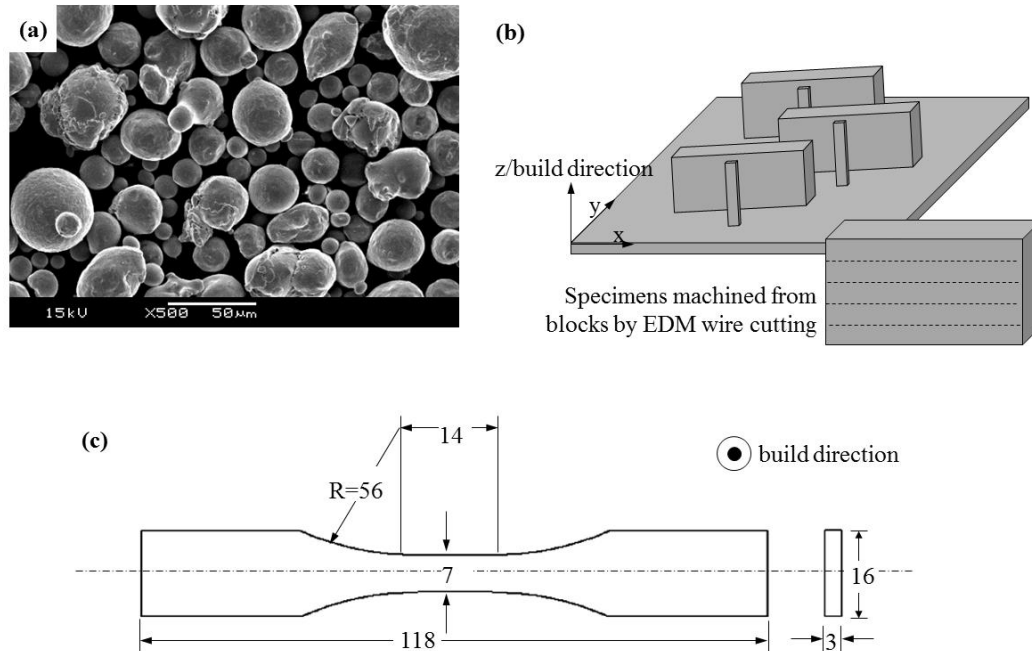 (a)
15kV X500 50μm
(b)
z/build direction
y
x
Specimens machined from
blocks by EDM wire cutting
(c)
14
build direction
R=56
7
16
118
3